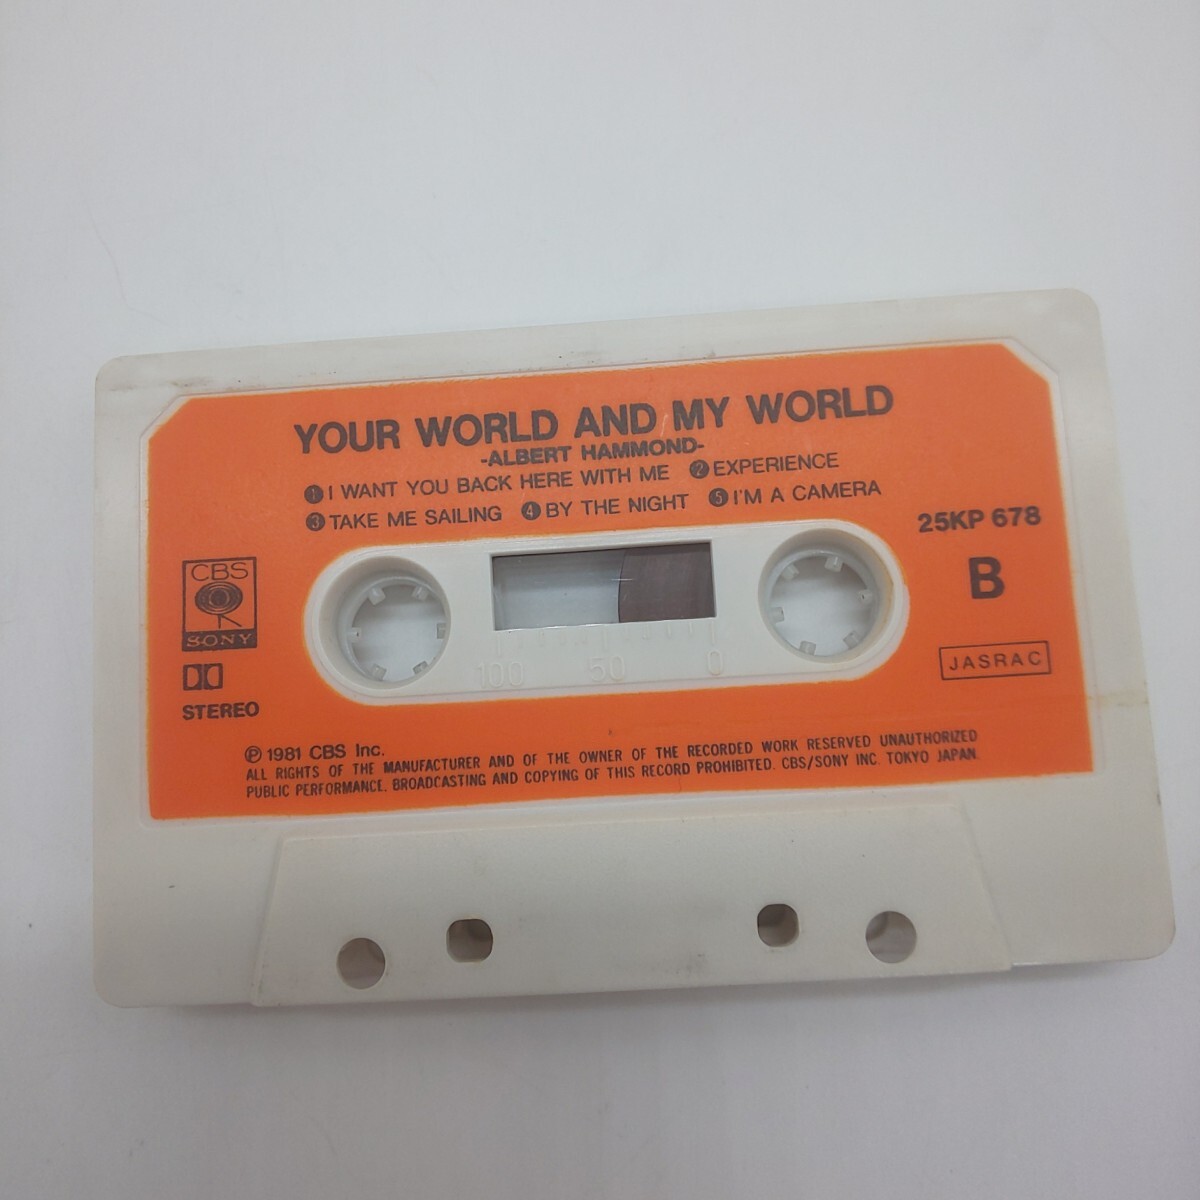 YOUR WORLD AND MY WORLD
-ALBERT HAMMOND-
❶ I WANT YOU BACK HERE WITH ME ❷ EXPERIENCE
❸ TAKE ME SAILING ❹ BY THE NIGHT ❺ I'M A CAMERA
25KP 678
B
CBS
SONY
JASRAC
STEREO
100 50 0
Ⓟ 1981 CBS Inc.
ALL RIGHTS OF THE MANUFACTURER AND OF THE OWNER OF THE RECORDED WORK RESERVED UNAUTHORIZED
PUBLIC PERFORMANCE. BROADCASTING AND COPYING OF THIS RECORD PROHIBITED. CBS/SONY INC. TOKYO JAPAN.